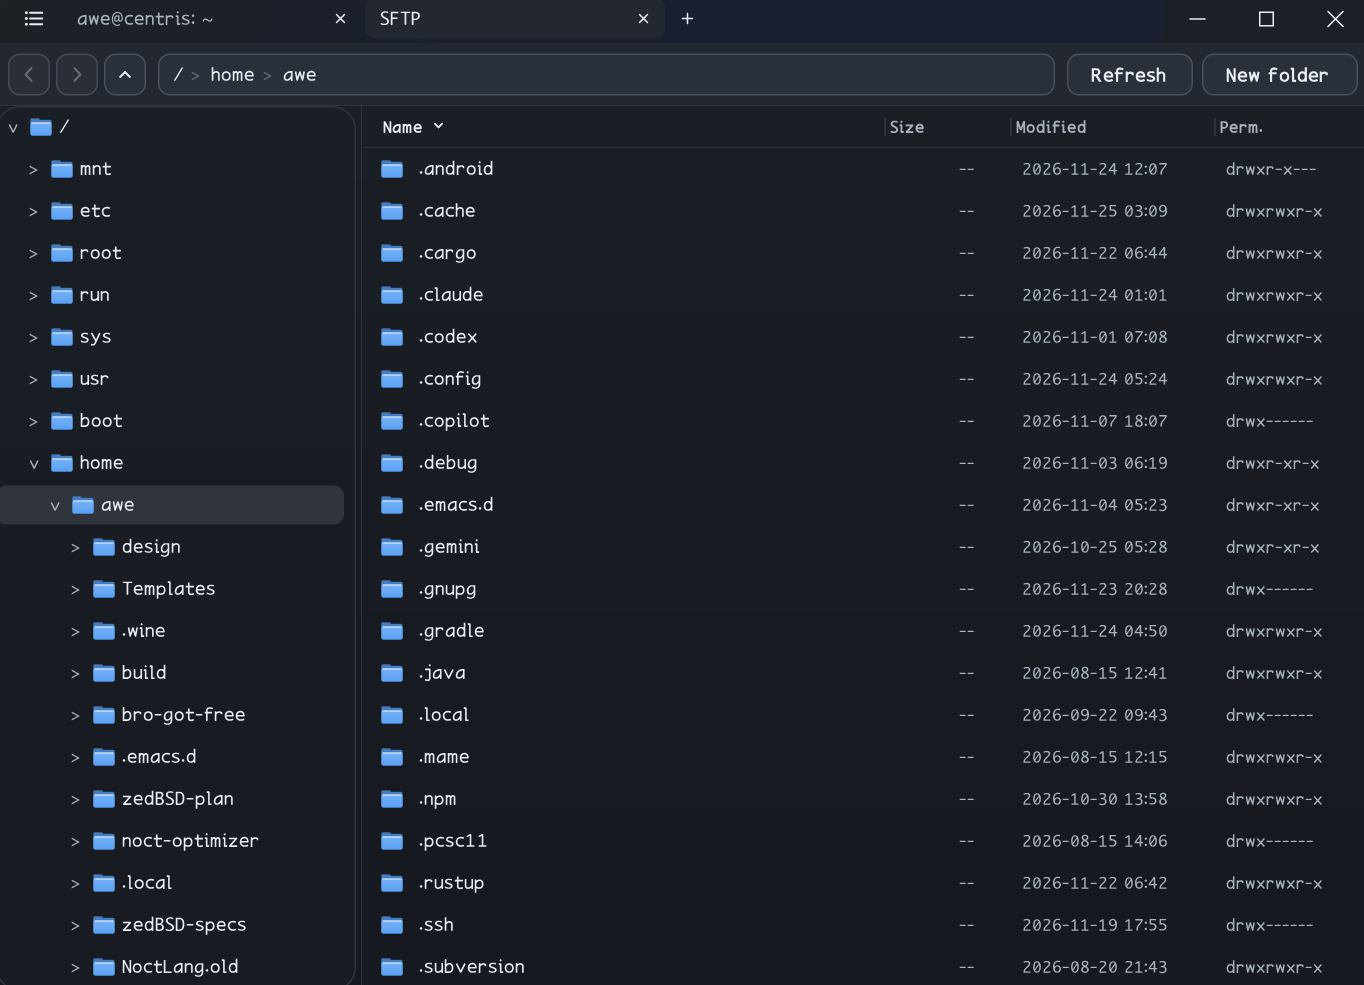 awe@centris: ~
SFTP
/ > home > awe
Refresh
New folder
/
mnt
etc
root
run
sys
usr
boot
home
awe
design
Templates
.wine
build
bro-got-free
.emacs.d
zedBSD-plan
noct-optimizer
.local
zedBSD-specs
NoctLang.old
Name Size Modified Perm.
.android -- 2026-11-24 12:07 drwxr-x---
.cache -- 2026-11-25 03:09 drwxrwxr-x
.cargo -- 2026-11-22 06:44 drwxrwxr-x
.claude -- 2026-11-24 01:01 drwxrwxr-x
.codex -- 2026-11-01 07:08 drwxrwxr-x
.config -- 2026-11-24 05:24 drwxrwxr-x
.copilot -- 2026-11-07 18:07 drwx------
.debug -- 2026-11-03 06:19 drwxr-xr-x
.emacs.d -- 2026-11-04 05:23 drwxr-xr-x
.gemini -- 2026-10-25 05:28 drwxr-xr-x
.gnupg -- 2026-11-23 20:28 drwx------
.gradle -- 2026-11-24 04:50 drwxrwxr-x
.java -- 2026-08-15 12:41 drwxrwxr-x
.local -- 2026-09-22 09:43 drwx------
.mame -- 2026-08-15 12:15 drwxrwxr-x
.npm -- 2026-10-30 13:58 drwxrwxr-x
.pcsc11 -- 2026-08-15 14:06 drwx------
.rustup -- 2026-11-22 06:42 drwxrwxr-x
.ssh -- 2026-11-19 17:55 drwx------
.subversion -- 2026-08-20 21:43 drwxrwxr-x